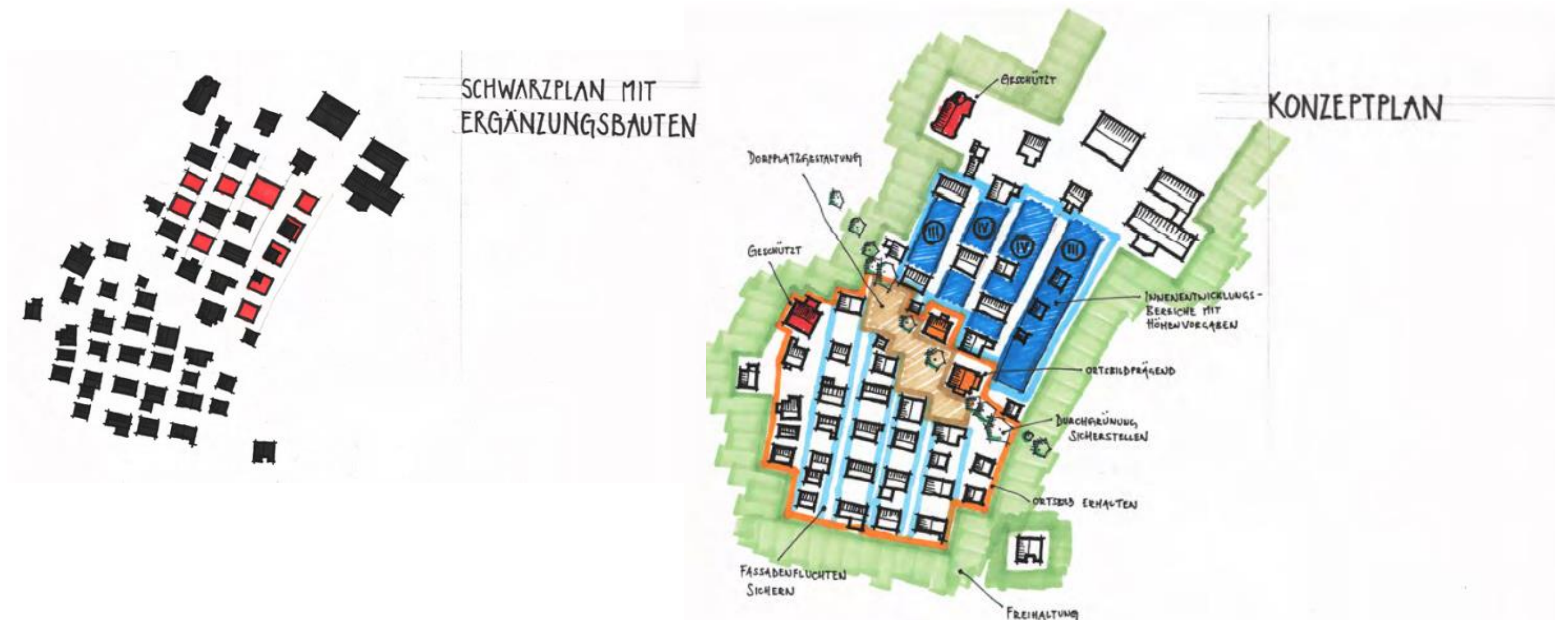 SCHWARZPLAN MIT
ERGÄNZUNGSBAUTEN
KONZEPTPLAN
GESCHÜTZT
DORFPLATZGESTALTUNG
GESCHÜTZT
III
IV
IV
III
INNENENTWICKLUNGS-
BEREICHE MIT
HÖHENVORGABEN
ORTSBILDPRÄGEND
DURCHGRÜNUNG
SICHERSTELLEN
ORTSBILD ERHALTEN
FASSADENFLUCHTEN
SICHERN
FREIHALTUNG